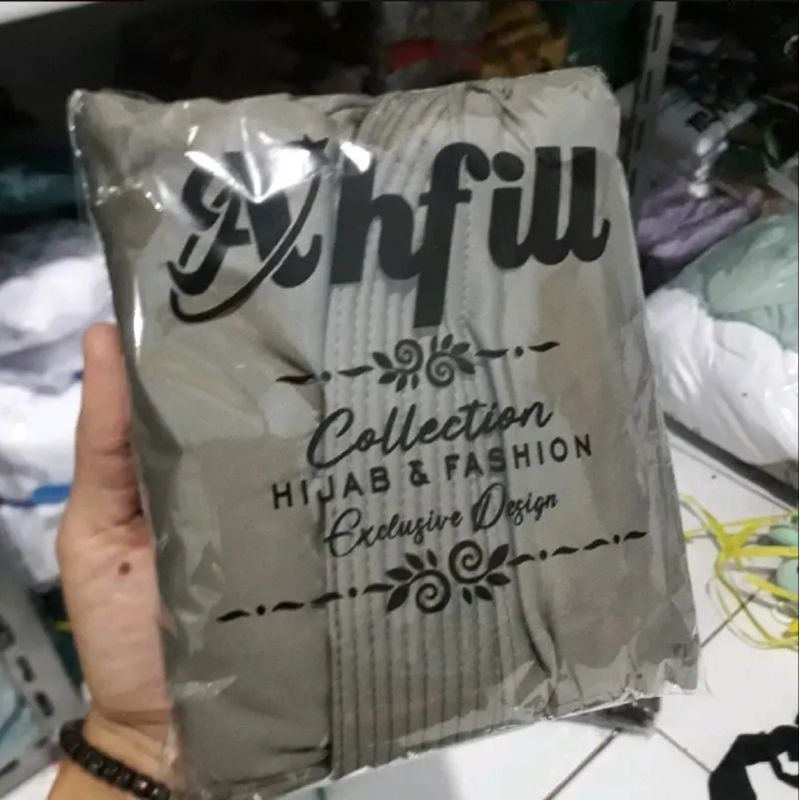 Ahfill
Collection
HIJAB & FASHION
Exclusive Design